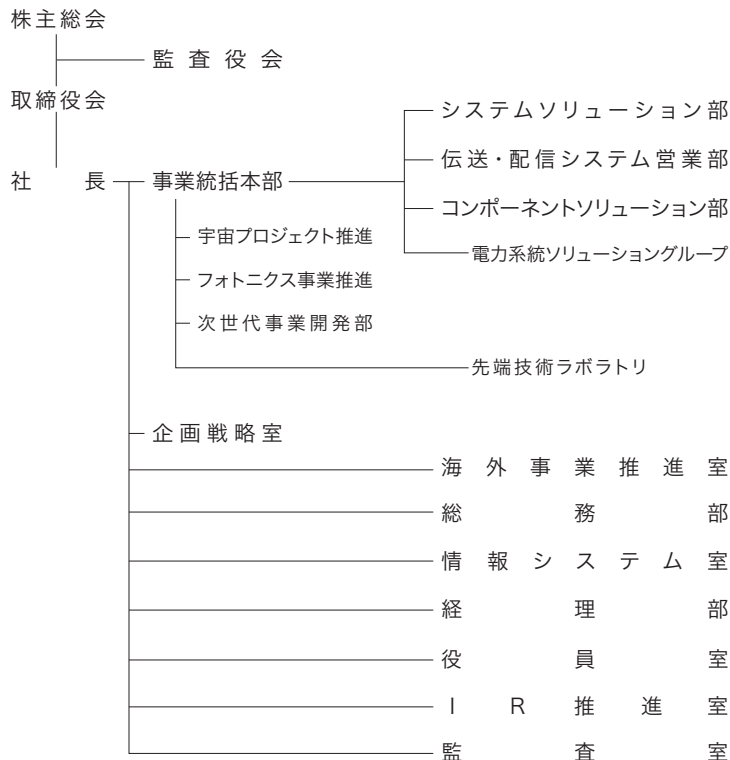 株主総会
監査役会
取締役会
システムソリューション部
伝送・配信システム営業部
社長
事業統括本部
コンポーネントソリューション部
宇宙プロジェクト推進
電力系統ソリューショングループ
フォトニクス事業推進
次世代事業開発部
先端技術ラボラトリ
企画戦略室
海外事業推進室
総務部
情報システム室
経理部
役員室
IR推進室
監査室